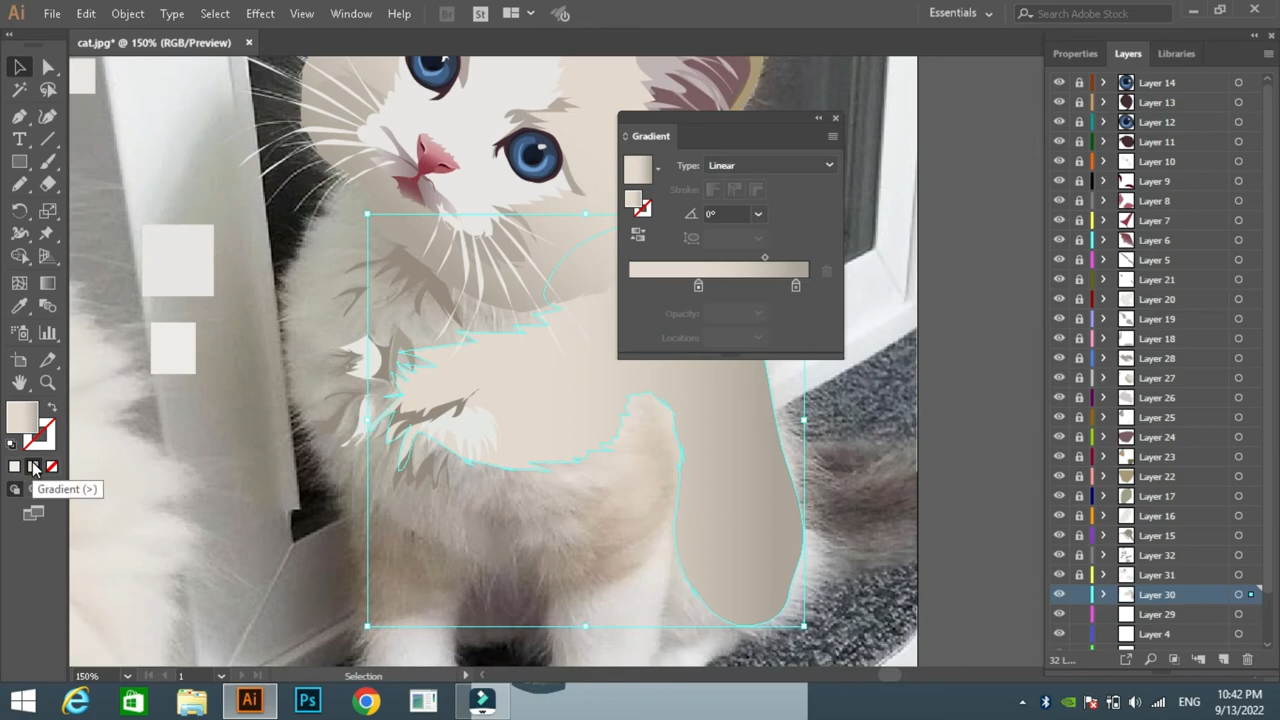 Ai File Edit Object Type Select Effect View Window Help Br St Essentials Search Adobe Stock
cat.jpg* @ 150% (RGB/Preview)
Properties Layers Libraries
Layer 14
Layer 13
Layer 12
Layer 11
Layer 10
Layer 9
Layer 8
Layer 7
Layer 6
Layer 5
Layer 21
Layer 20
Layer 19
Layer 18
Layer 28
Layer 27
Layer 26
Layer 25
Layer 24
Layer 23
Layer 22
Layer 17
Layer 16
Layer 15
Layer 32
Layer 31
Layer 30
Layer 29
Layer 4
32 L...
Gradient
Type: Linear
Stroke:
0°
Opacity:
Location:
Gradient (>)
150% 1 Selection
Ai Ps
ENG
10:42 PM
9/13/2022